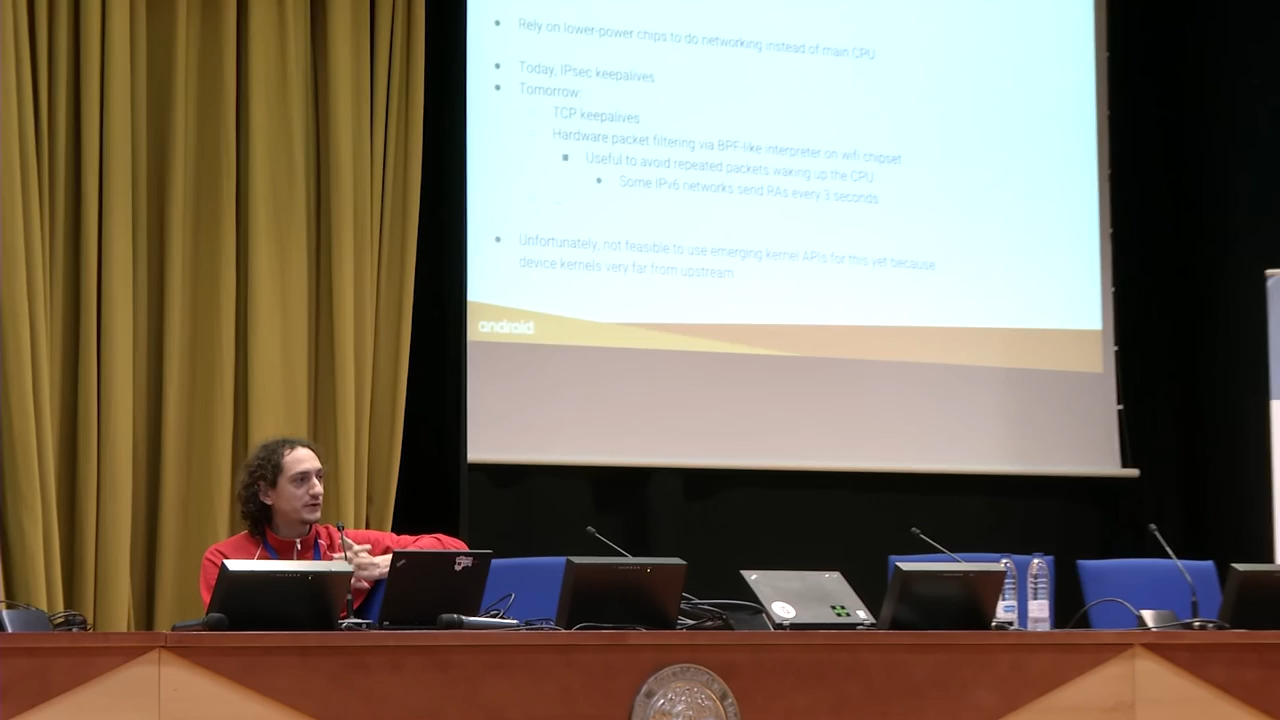 Rely on lower-power chips to do networking instead of main CPU
Today, IPsec keepalives
Tomorrow:
TCP keepalives
Hardware packet filtering via BPF-like interpreter on wifi chipset
Useful to avoid repeated packets waking up the CPU
Some IPv6 networks send RAs every 3 seconds
Unfortunately, not feasible to use emerging kernel APIs for this yet because
device kernels very far from upstream
android